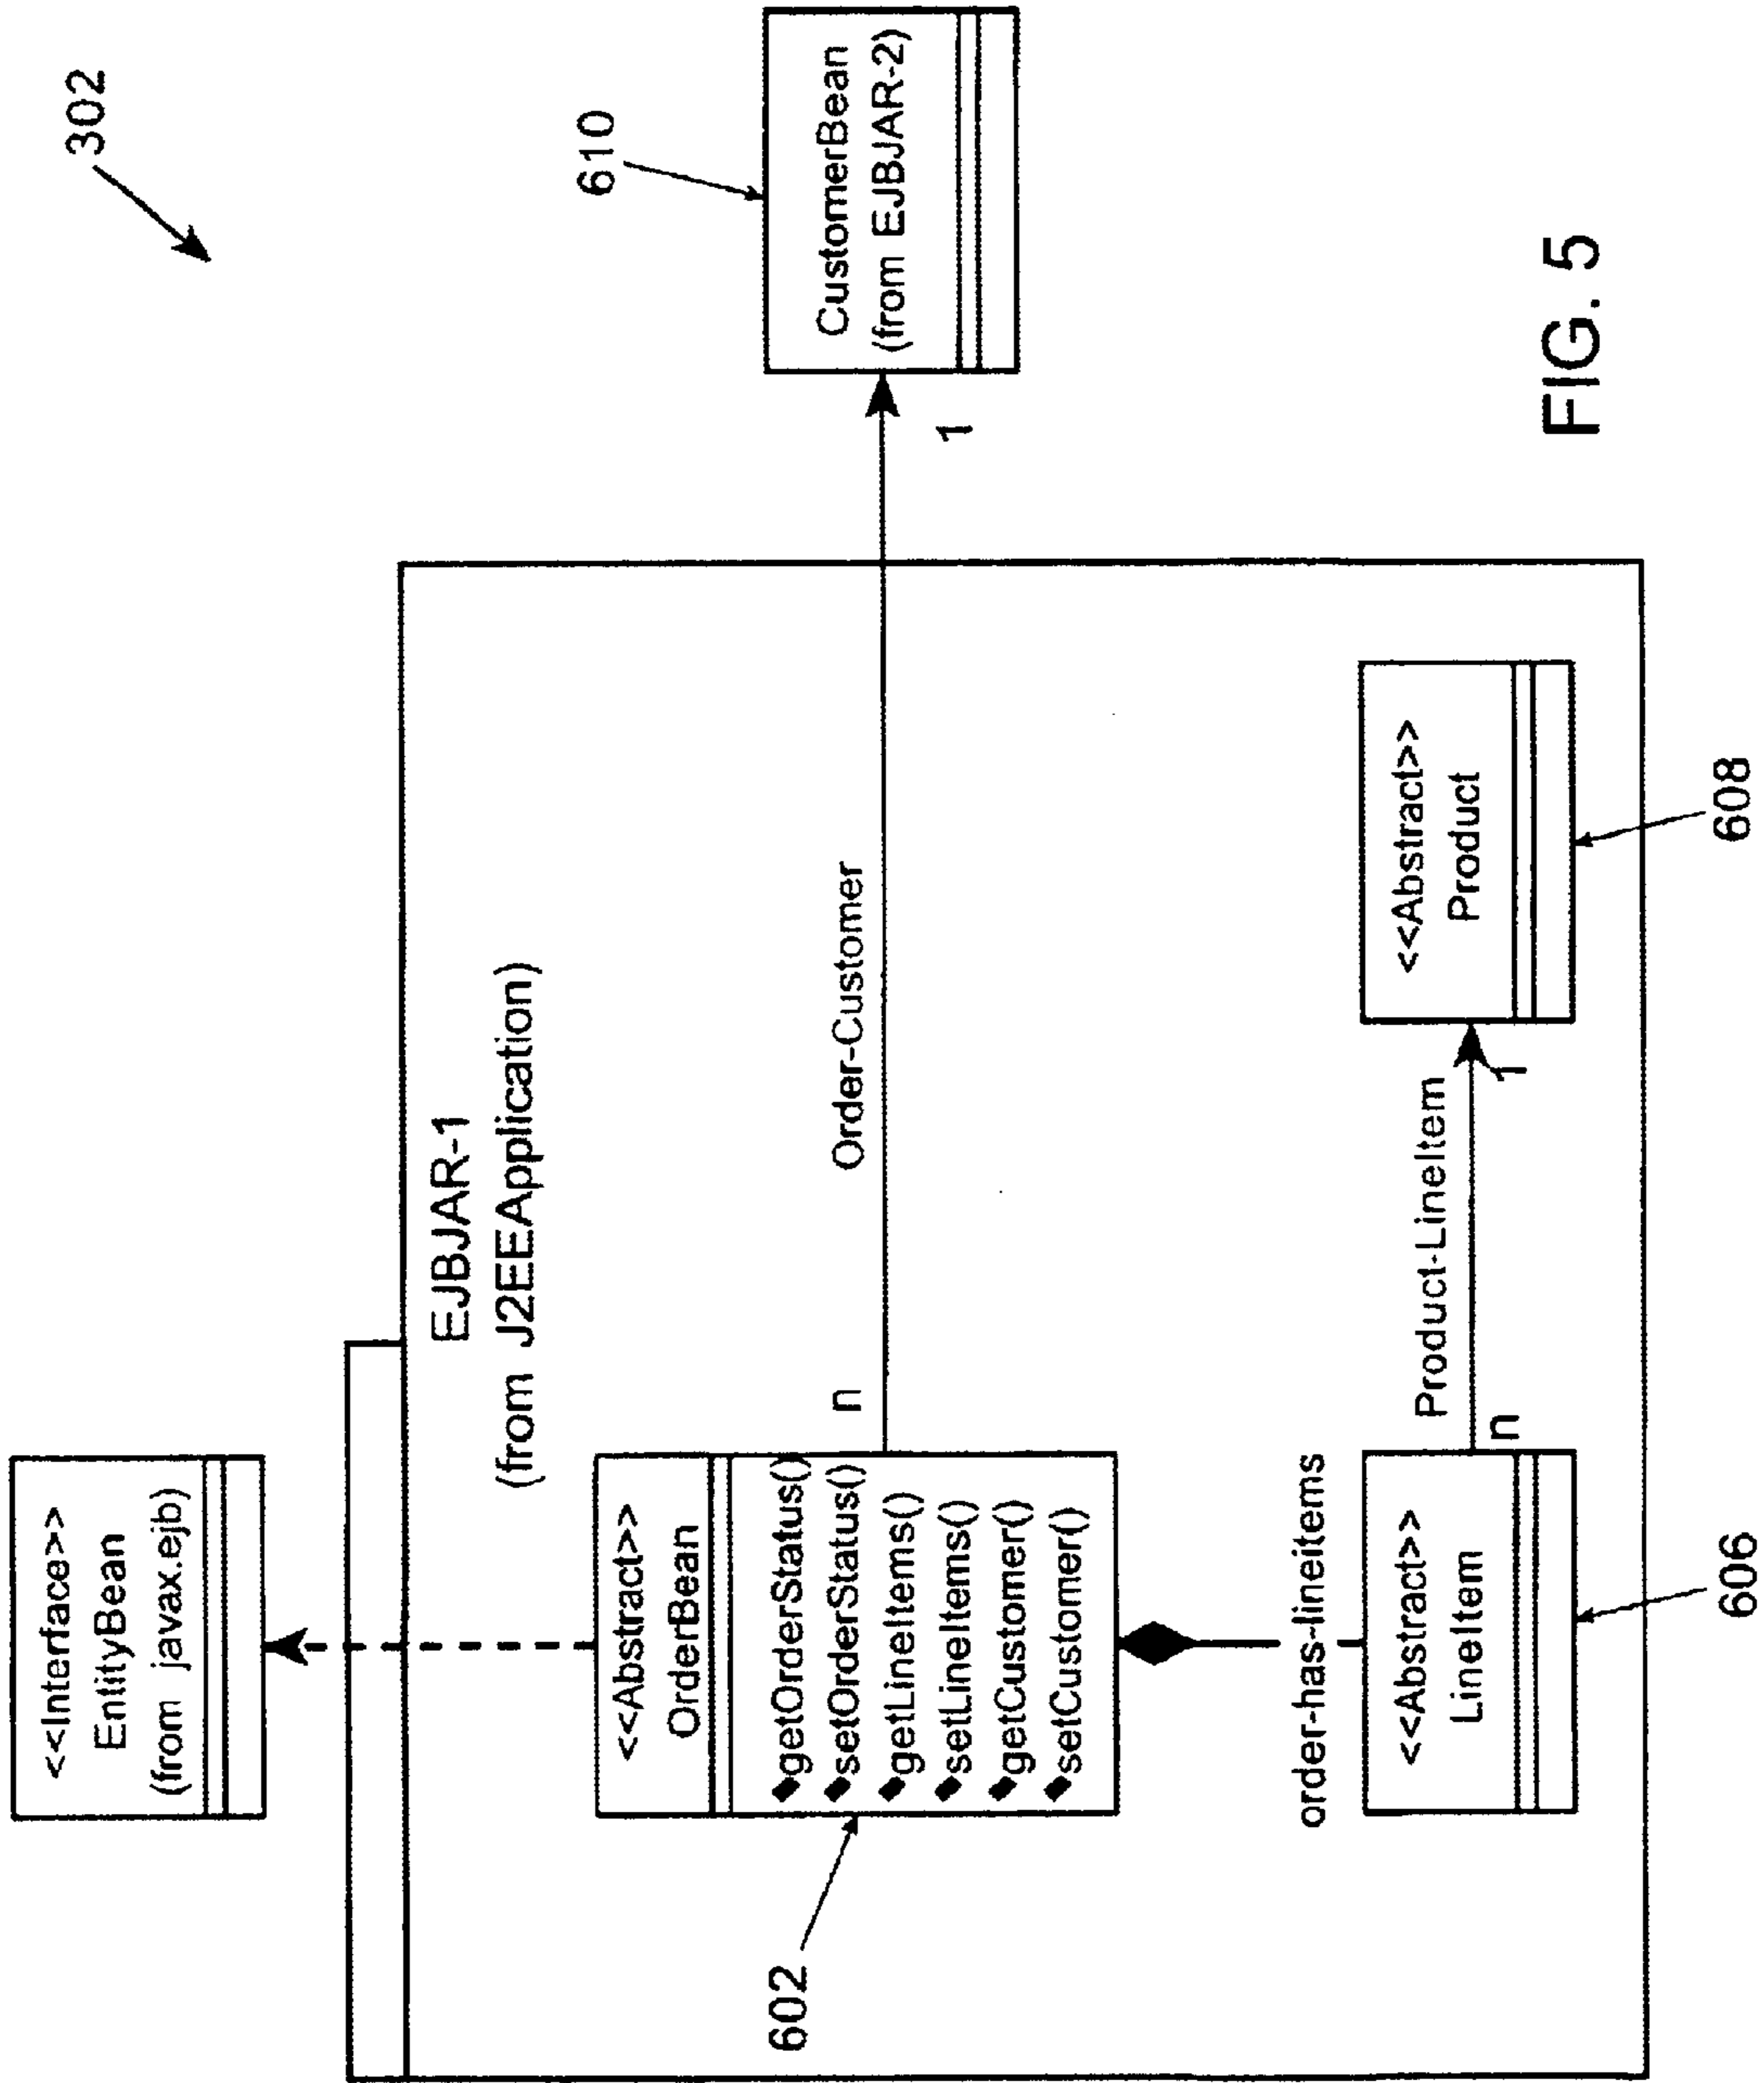 302
<<Interface>>
EntityBean
(from javax.ejb)
EJBJAR-1
(from J2EEApplication)
<<Abstract>>
OrderBean
getOrderStatus()
setOrderStatus()
getLineItems()
setLineItems()
getCustomer()
setCustomer()
602
n
Order-Customer
1
610
CustomerBean
(from EJBJAR-2)
order-has-lineitems
<<Abstract>>
LineItem
606
n
Product-LineItem
1
<<Abstract>>
Product
608
FIG. 5